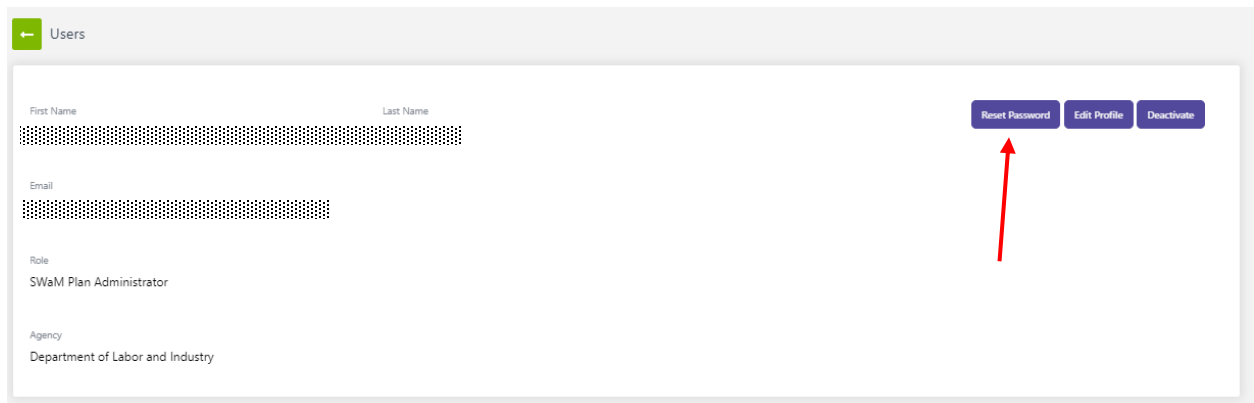 Users
First Name Last Name
Reset Password Edit Profile Deactivate
Email
Role
SWaM Plan Administrator
Agency
Department of Labor and Industry